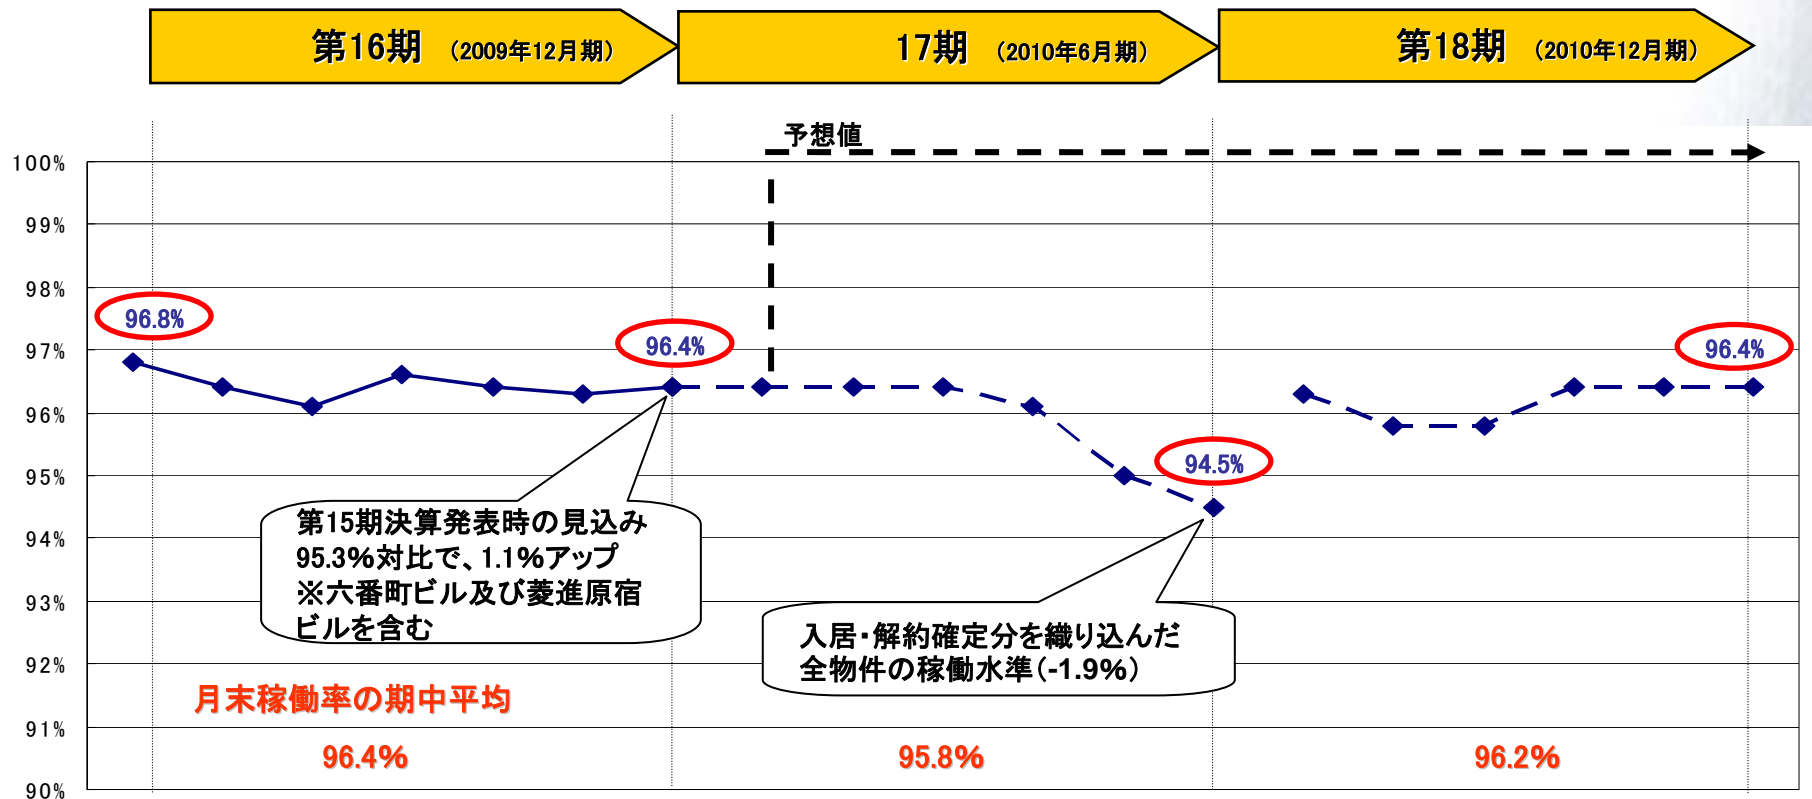 第16期 （2009年12月期）
17期 （2010年6月期）
第18期 （2010年12月期）
予想値
100%
99%
98%
97%
96%
95%
94%
93%
92%
91%
90%
96.8%
96.4%
94.5%
96.4%
第15期決算発表時の見込み
95.3%対比で、1.1%アップ
※六番町ビル及び菱進原宿
ビルを含む
入居・解約確定分を織り込んだ
全物件の稼働水準（-1.9%）
月末稼働率の期中平均
96.4%
95.8%
96.2%